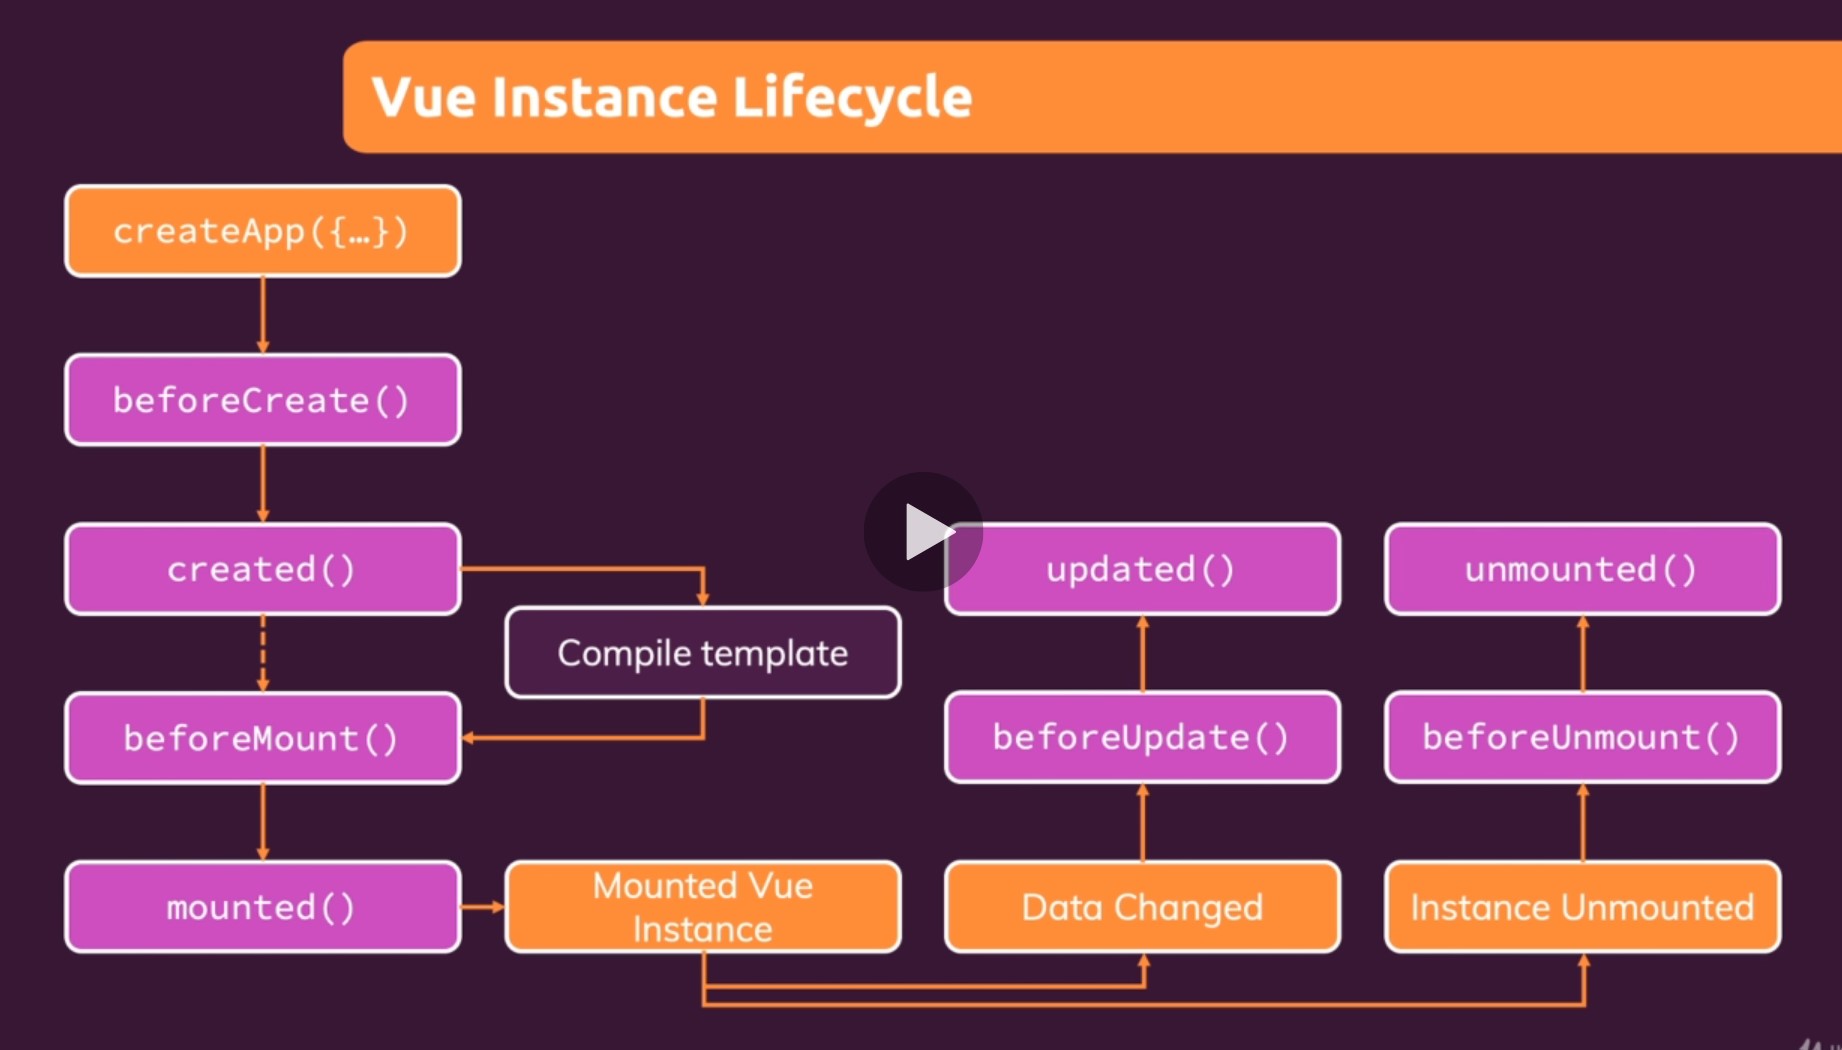 Vue Instance Lifecycle
createApp({…})
beforeCreate()
created()
Compile template
beforeMount()
mounted()
Mounted Vue
Instance
updated()
beforeUpdate()
Data Changed
unmounted()
beforeUnmount()
Instance Unmounted